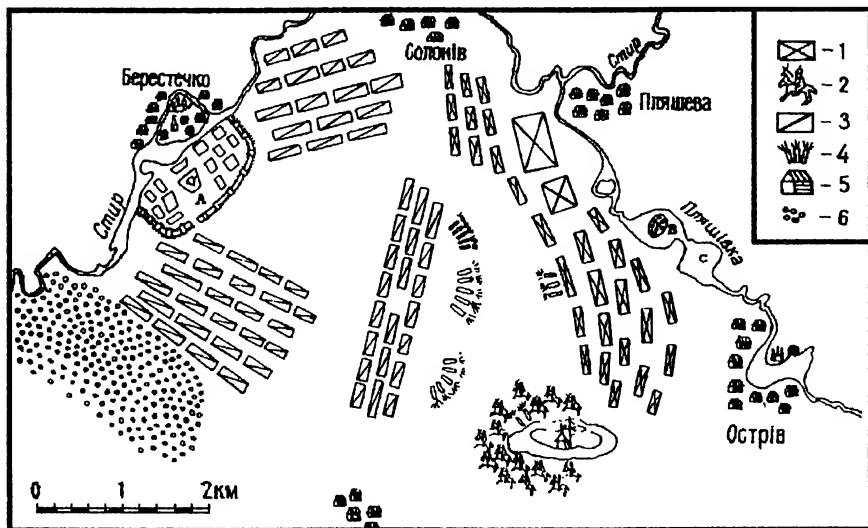 Солонів
Берестечко
Стир
Пляшева
Стир
А
Пляшівка
В
С
Острів
0 1 2км
- 1
- 2
- 3
- 4
- 5
- 6